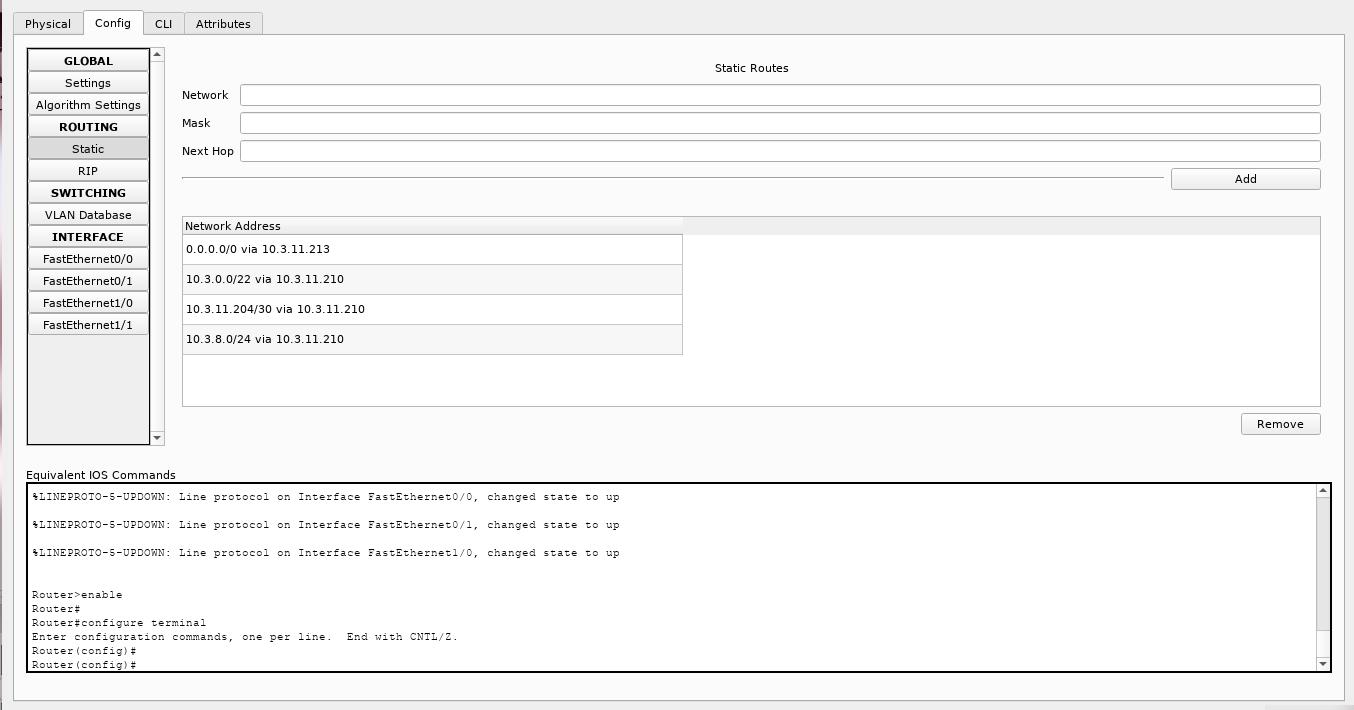 Physical Config CLI Attributes
GLOBAL
Settings
Algorithm Settings
ROUTING
Static
RIP
SWITCHING
VLAN Database
INTERFACE
FastEthernet0/0
FastEthernet0/1
FastEthernet1/0
FastEthernet1/1
Static Routes
Network
Mask
Next Hop
Add
Network Address
0.0.0.0/0 via 10.3.11.213
10.3.0.0/22 via 10.3.11.210
10.3.11.204/30 via 10.3.11.210
10.3.8.0/24 via 10.3.11.210
Remove
Equivalent IOS Commands
%LINEPROTO-5-UPDOWN: Line protocol on Interface FastEthernet0/0, changed state to up
%LINEPROTO-5-UPDOWN: Line protocol on Interface FastEthernet0/1, changed state to up
%LINEPROTO-5-UPDOWN: Line protocol on Interface FastEthernet1/0, changed state to up
Router>enable
Router#
Router#configure terminal
Enter configuration commands, one per line.  End with CNTL/Z.
Router(config)#
Router(config)#